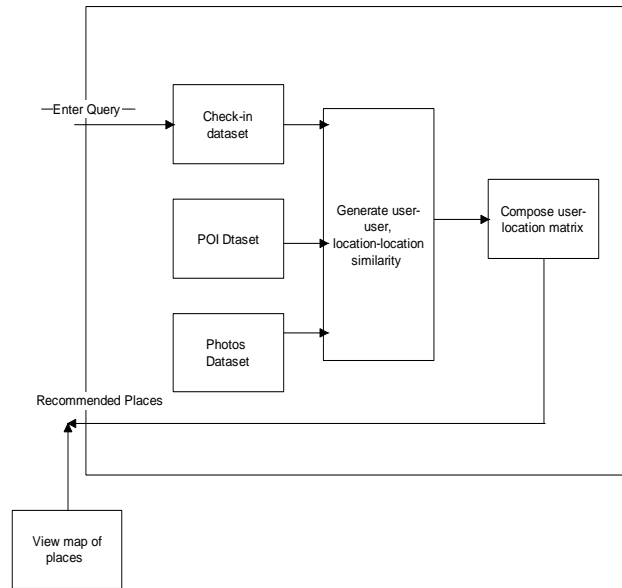 Enter Query
Check-in
dataset
POI Dtaset
Photos
Dataset
Generate user-
user,
location-location
similarity
Compose user-
location matrix
Recommended Places
View map of
places